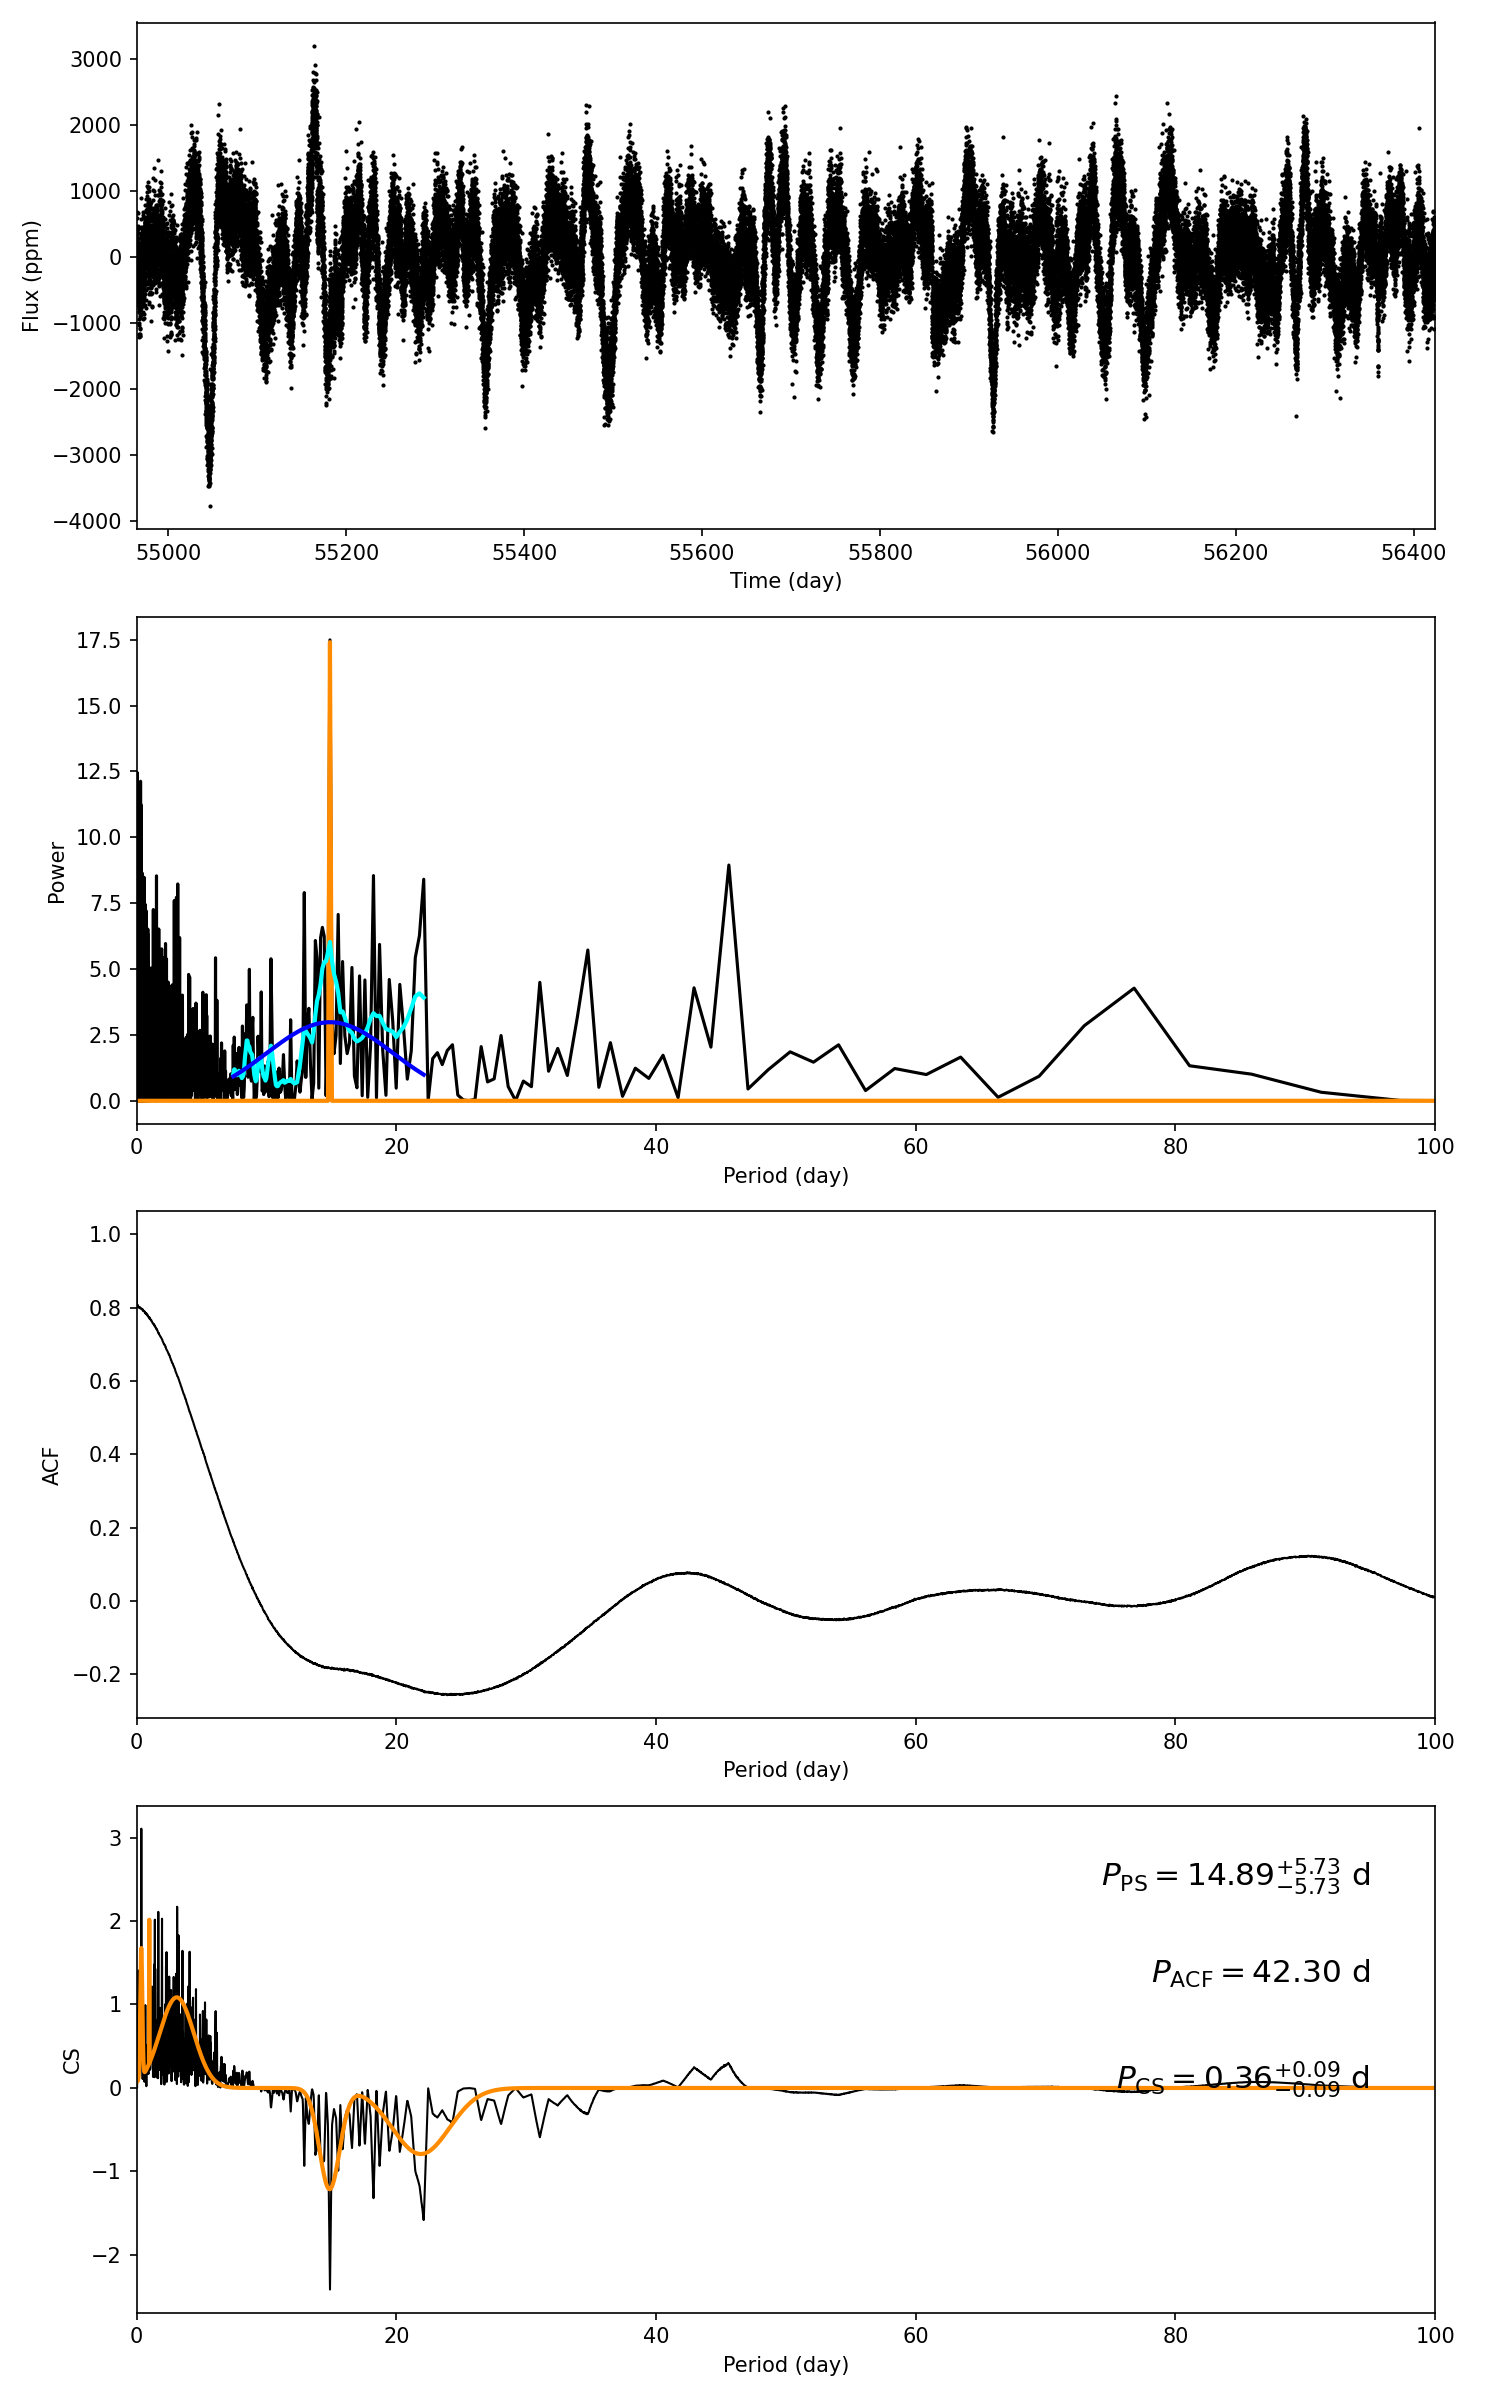 3000
2000
1000
0
−1000
−2000
−3000
−4000
Flux (ppm)
55000 55200 55400 55600 55800 56000 56200 56400
Time (day)
17.5
15.0
12.5
10.0
7.5
5.0
2.5
0.0
Power
0 20 40 60 80 100
Period (day)
1.0
0.8
0.6
0.4
0.2
0.0
−0.2
ACF
0 20 40 60 80 100
Period (day)
3
2
1
0
−1
−2
CS
P_PS = 14.89^{+5.73}_{−5.73} d
P_ACF = 42.30 d
P_CS = 0.36^{+0.09}_{−0.09} d
0 20 40 60 80 100
Period (day)